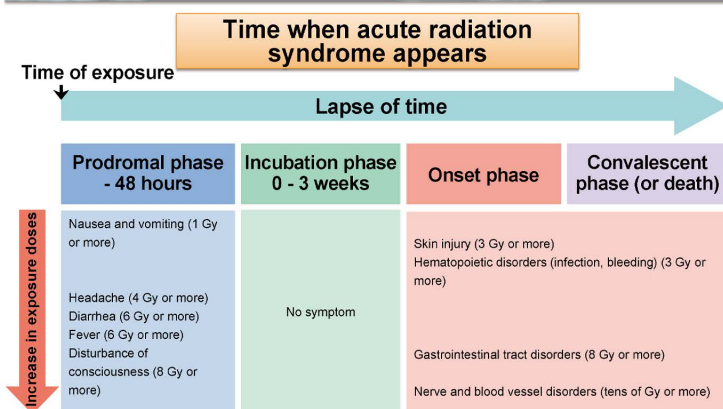 Time when acute radiation
syndrome appears
Time of exposure
Lapse of time
Prodromal phase
- 48 hours
Incubation phase
0 - 3 weeks
Onset phase
Convalescent
phase (or death)
Increase in exposure doses
Nausea and vomiting (1 Gy
or more)
Headache (4 Gy or more)
Diarrhea (6 Gy or more)
Fever (6 Gy or more)
Disturbance of
consciousness (8 Gy or
more)
No symptom
Skin injury (3 Gy or more)
Hematopoietic disorders (infection, bleeding) (3 Gy or
more)
Gastrointestinal tract disorders (8 Gy or more)
Nerve and blood vessel disorders (tens of Gy or more)